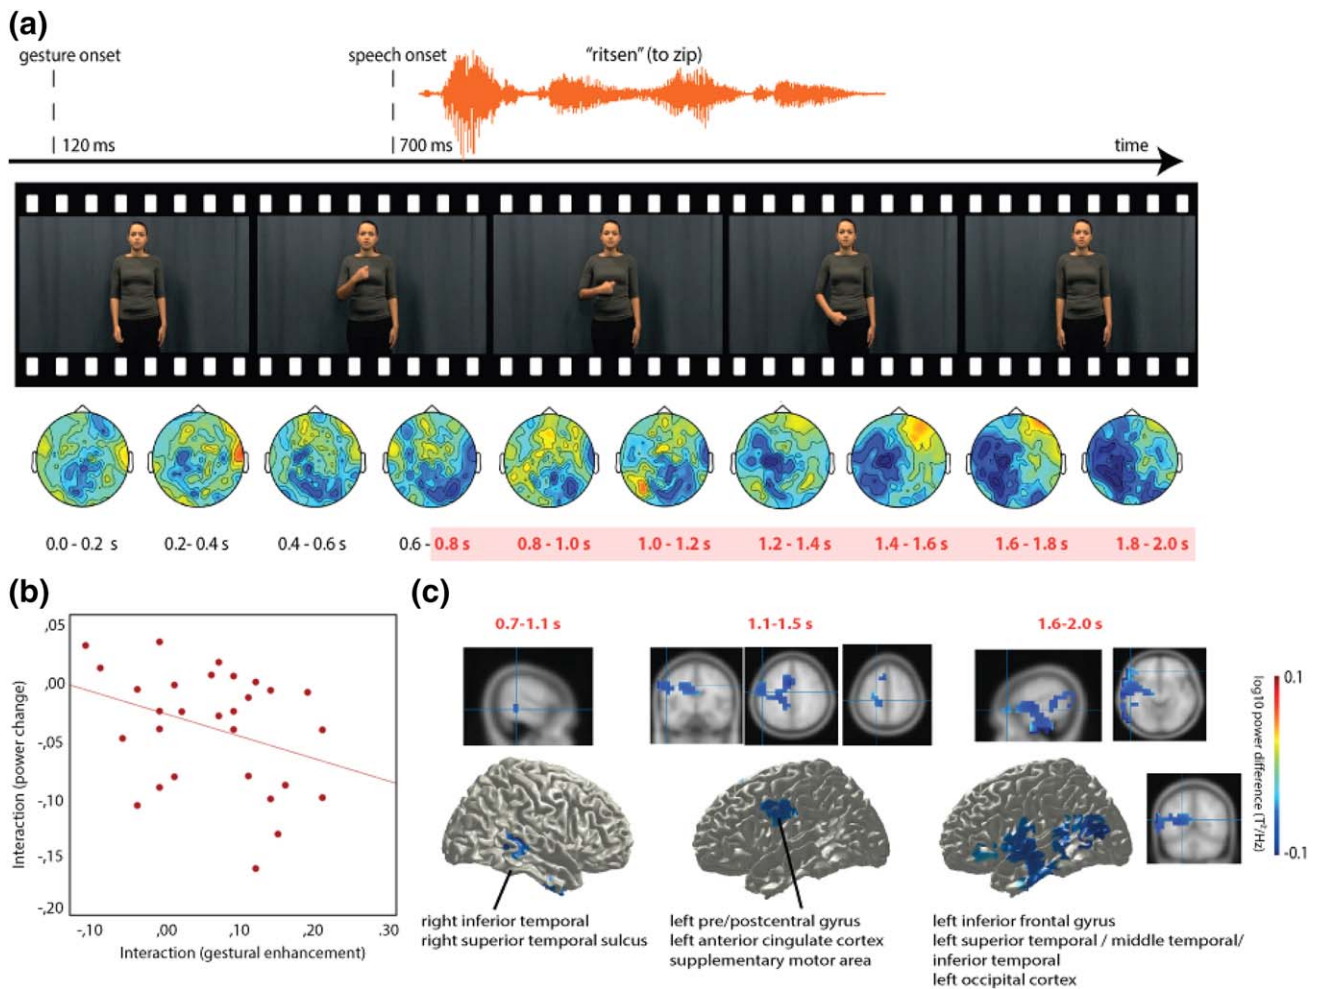 (a)
gesture onset
speech onset
"ritsen" (to zip)
120 ms
700 ms
time
0.0 - 0.2 s
0.2- 0.4 s
0.4 - 0.6 s
0.6 - 0.8 s
0.8 - 1.0 s
1.0 - 1.2 s
1.2 - 1.4 s
1.4 - 1.6 s
1.6 - 1.8 s
1.8 - 2.0 s
(b)
Interaction (power change)
,05
,00
-,05
-,10
-,15
-,20
-,10
,00
,10
,20
.30
Interaction (gestural enhancement)
(c)
0.7-1.1 s
1.1-1.5 s
1.6-2.0 s
right inferior temporal
right superior temporal sulcus
left pre/postcentral gyrus
left anterior cingulate cortex
supplementary motor area
left inferior frontal gyrus
left superior temporal / middle temporal/
inferior temporal
left occipital cortex
0.1
log10 power difference (T²/Hz)
-0.1